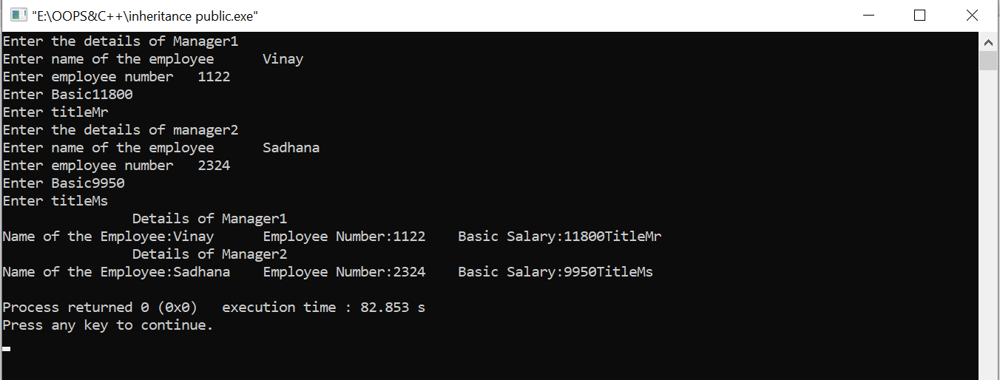 "E:\OOPS&C++\inheritance public.exe"
Enter the details of Manager1
Enter name of the employee      Vinay
Enter employee number   1122
Enter Basic11800
Enter titleMr
Enter the details of manager2
Enter name of the employee      Sadhana
Enter employee number   2324
Enter Basic9950
Enter titleMs
                Details of Manager1
Name of the Employee:Vinay      Employee Number:1122    Basic Salary:11800TitleMr
                Details of Manager2
Name of the Employee:Sadhana    Employee Number:2324    Basic Salary:9950TitleMs
Process returned 0 (0x0)   execution time : 82.853 s
Press any key to continue.